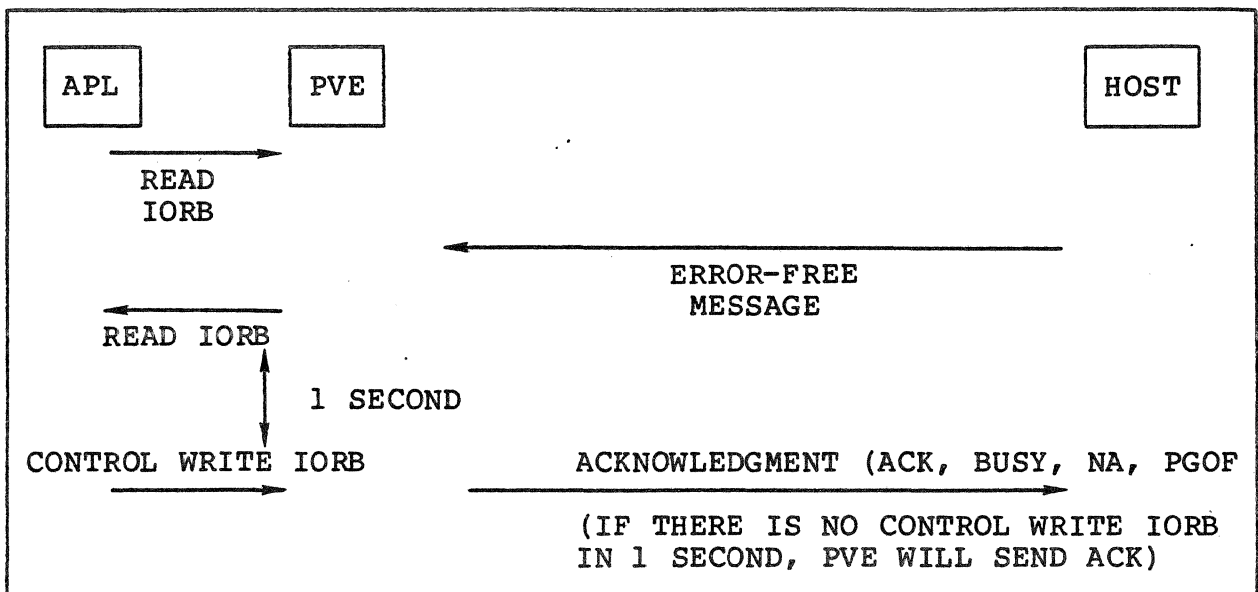 APL PVE HOST
READ
IORB
ERROR-FREE
MESSAGE
READ IORB
1 SECOND
CONTROL WRITE IORB ACKNOWLEDGMENT (ACK, BUSY, NA, PGOF
(IF THERE IS NO CONTROL WRITE IORB
IN 1 SECOND, PVE WILL SEND ACK)